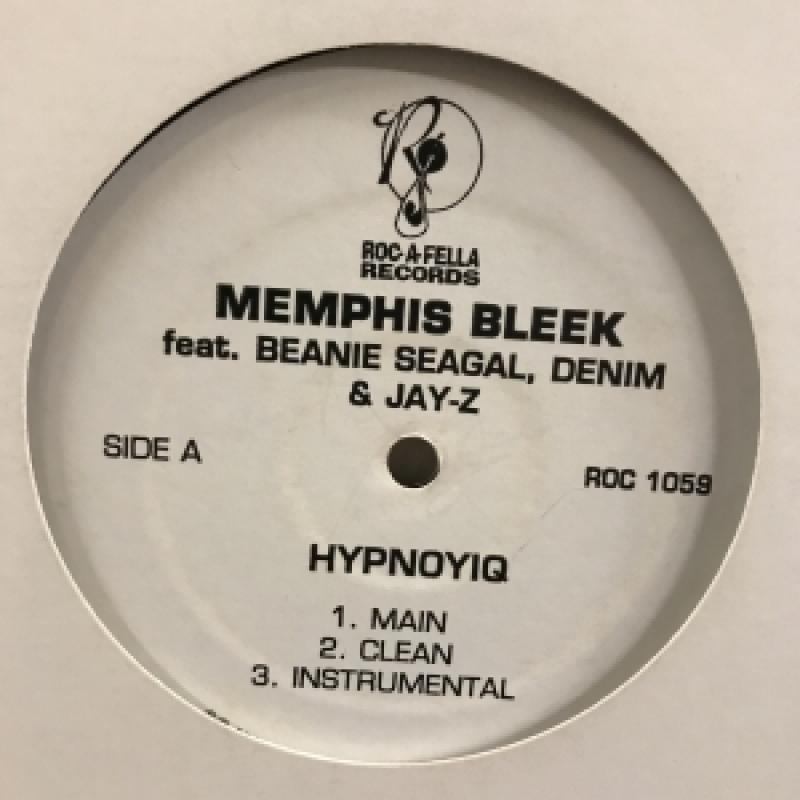 ROC-A-FELLA
RECORDS
MEMPHIS BLEEK
feat. BEANIE SEAGAL, DENIM
& JAY-Z
SIDE A
ROC 1059
HYPNOYIQ
1. MAIN
2. CLEAN
3. INSTRUMENTAL